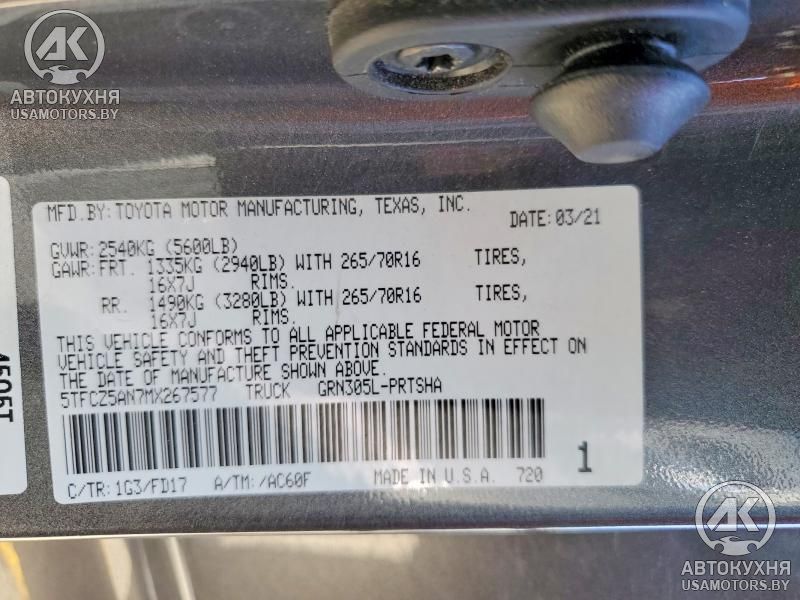 AK
АВТОКУХНЯ
USAMOTORS.BY
MFD.BY: TOYOTA MOTOR MANUFACTURING, TEXAS, INC.
DATE: 03/21
GVWR: 2540KG (5600LB)
GAWR: FRT. 1335KG (2940LB) WITH 265/70R16 TIRES,
16X7J RIMS.
RR. 1490KG (3280LB) WITH 265/70R16 TIRES,
16X7J RIMS.
THIS VEHICLE CONFORMS TO ALL APPLICABLE FEDERAL MOTOR
VEHICLE SAFETY AND THEFT PREVENTION STANDARDS IN EFFECT ON
THE DATE OF MANUFACTURE SHOWN ABOVE.
5TFCZ5AN7MX267577 TRUCK GRN305L-PRTSHA
C/TR: 1G3/FD17 A/TM: /AC60F MADE IN U.S.A. 720 1
4505T
AK
АВТОКУХНЯ
USAMOTORS.BY